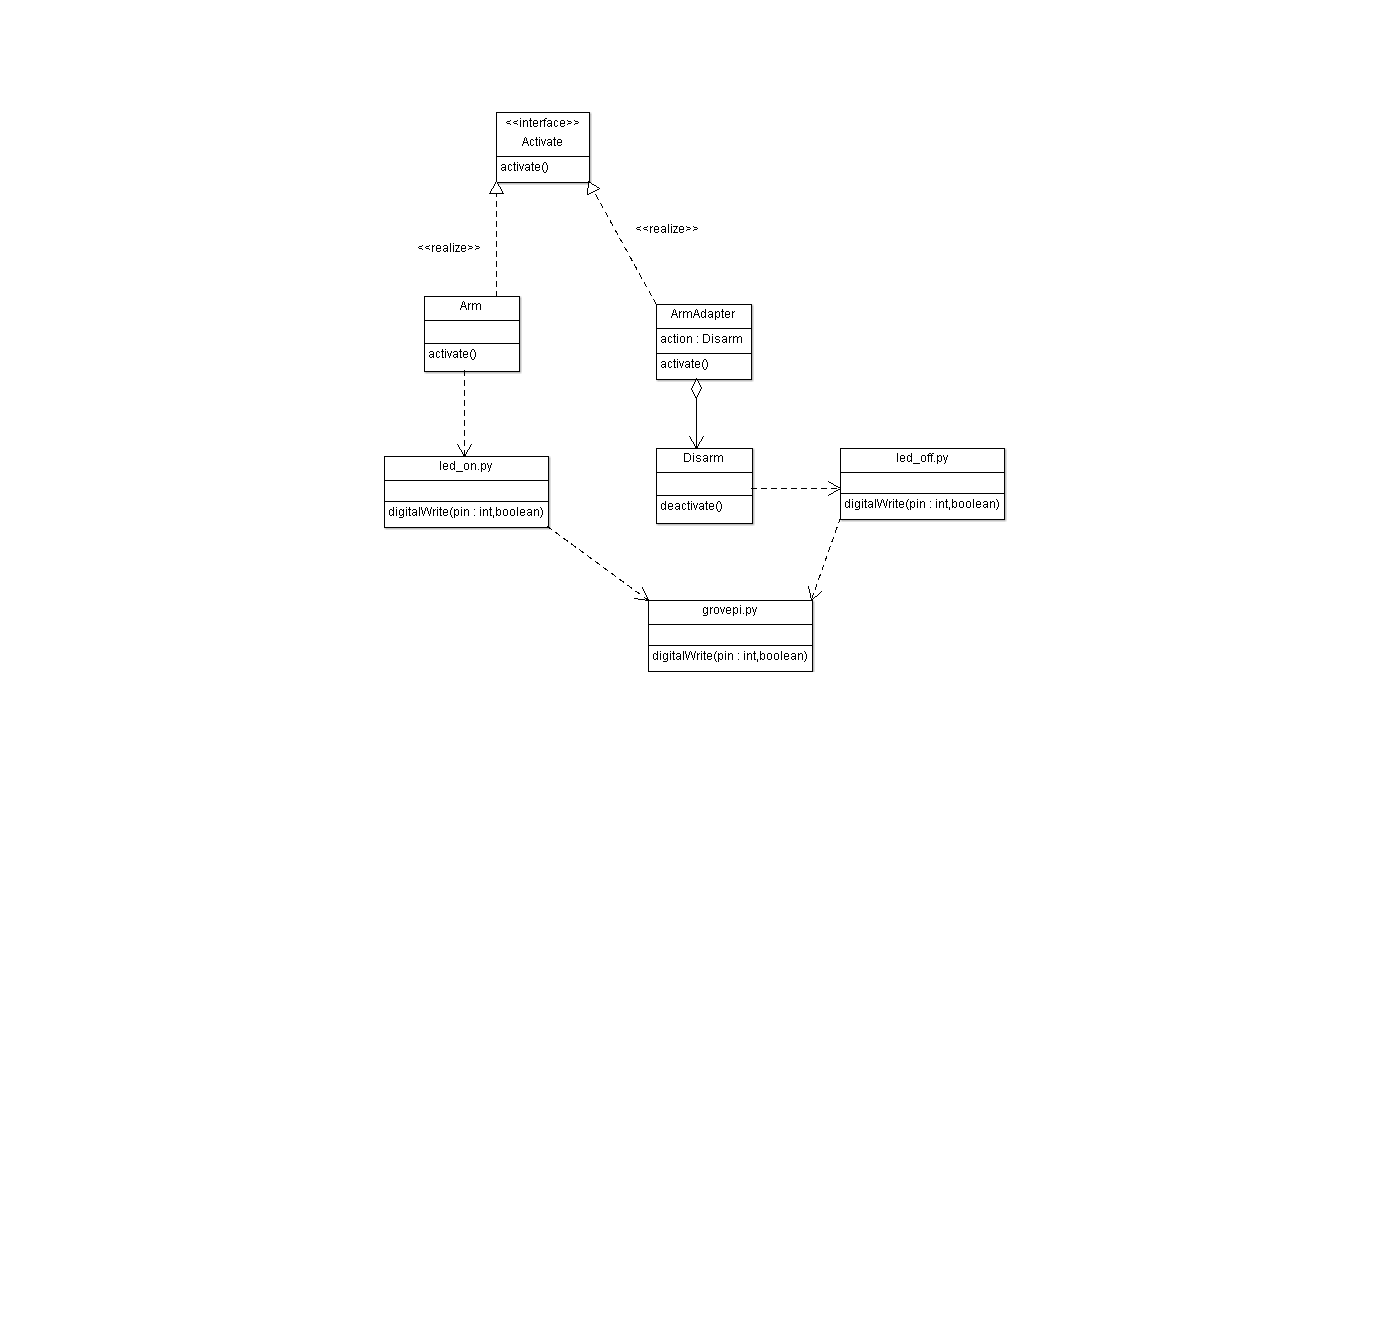 <<interface>>
Activate
activate()
<<realize>>
<<realize>>
Arm
activate()
ArmAdapter
action : Disarm
activate()
led_on.py
digitalWrite(pin : int,boolean)
Disarm
deactivate()
led_off.py
digitalWrite(pin : int,boolean)
grovepi.py
digitalWrite(pin : int,boolean)